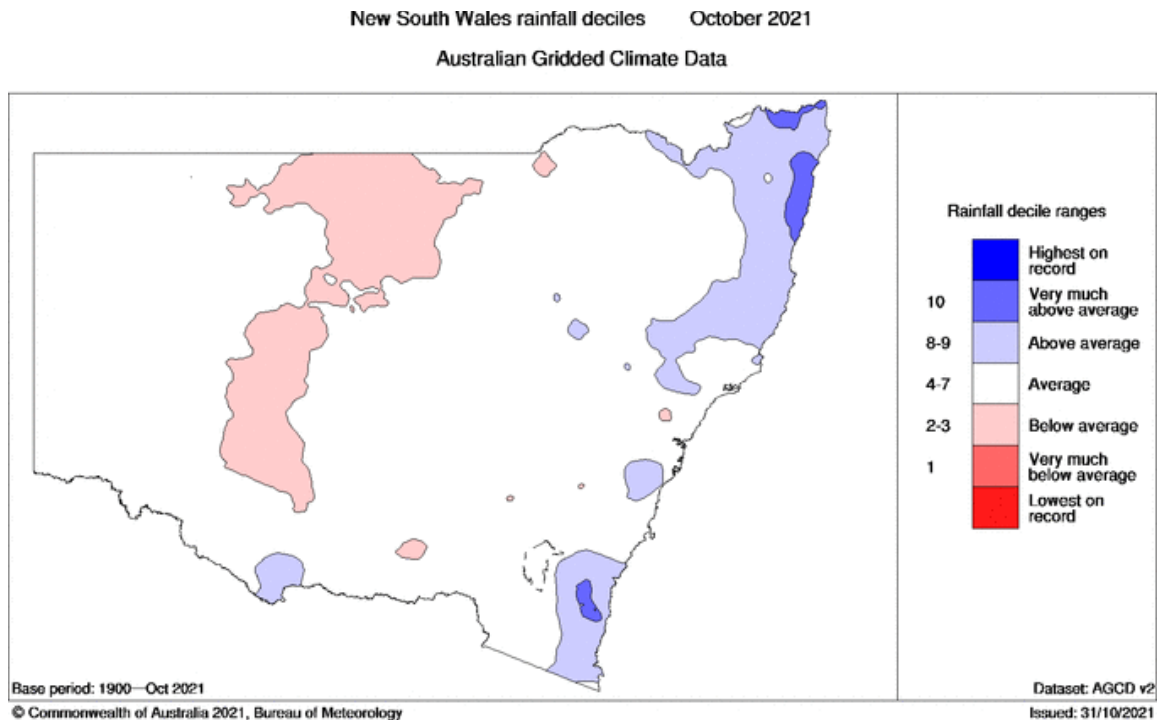 New South Wales rainfall deciles October 2021
Australian Gridded Climate Data
Rainfall decile ranges
Highest on
record
10 Very much
above average
8-9 Above average
4-7 Average
2-3 Below average
1 Very much
below average
Lowest on
record
Base period: 1900—Oct 2021
Dataset: AGCD v2
© Commonwealth of Australia 2021, Bureau of Meteorology
Issued: 31/10/2021